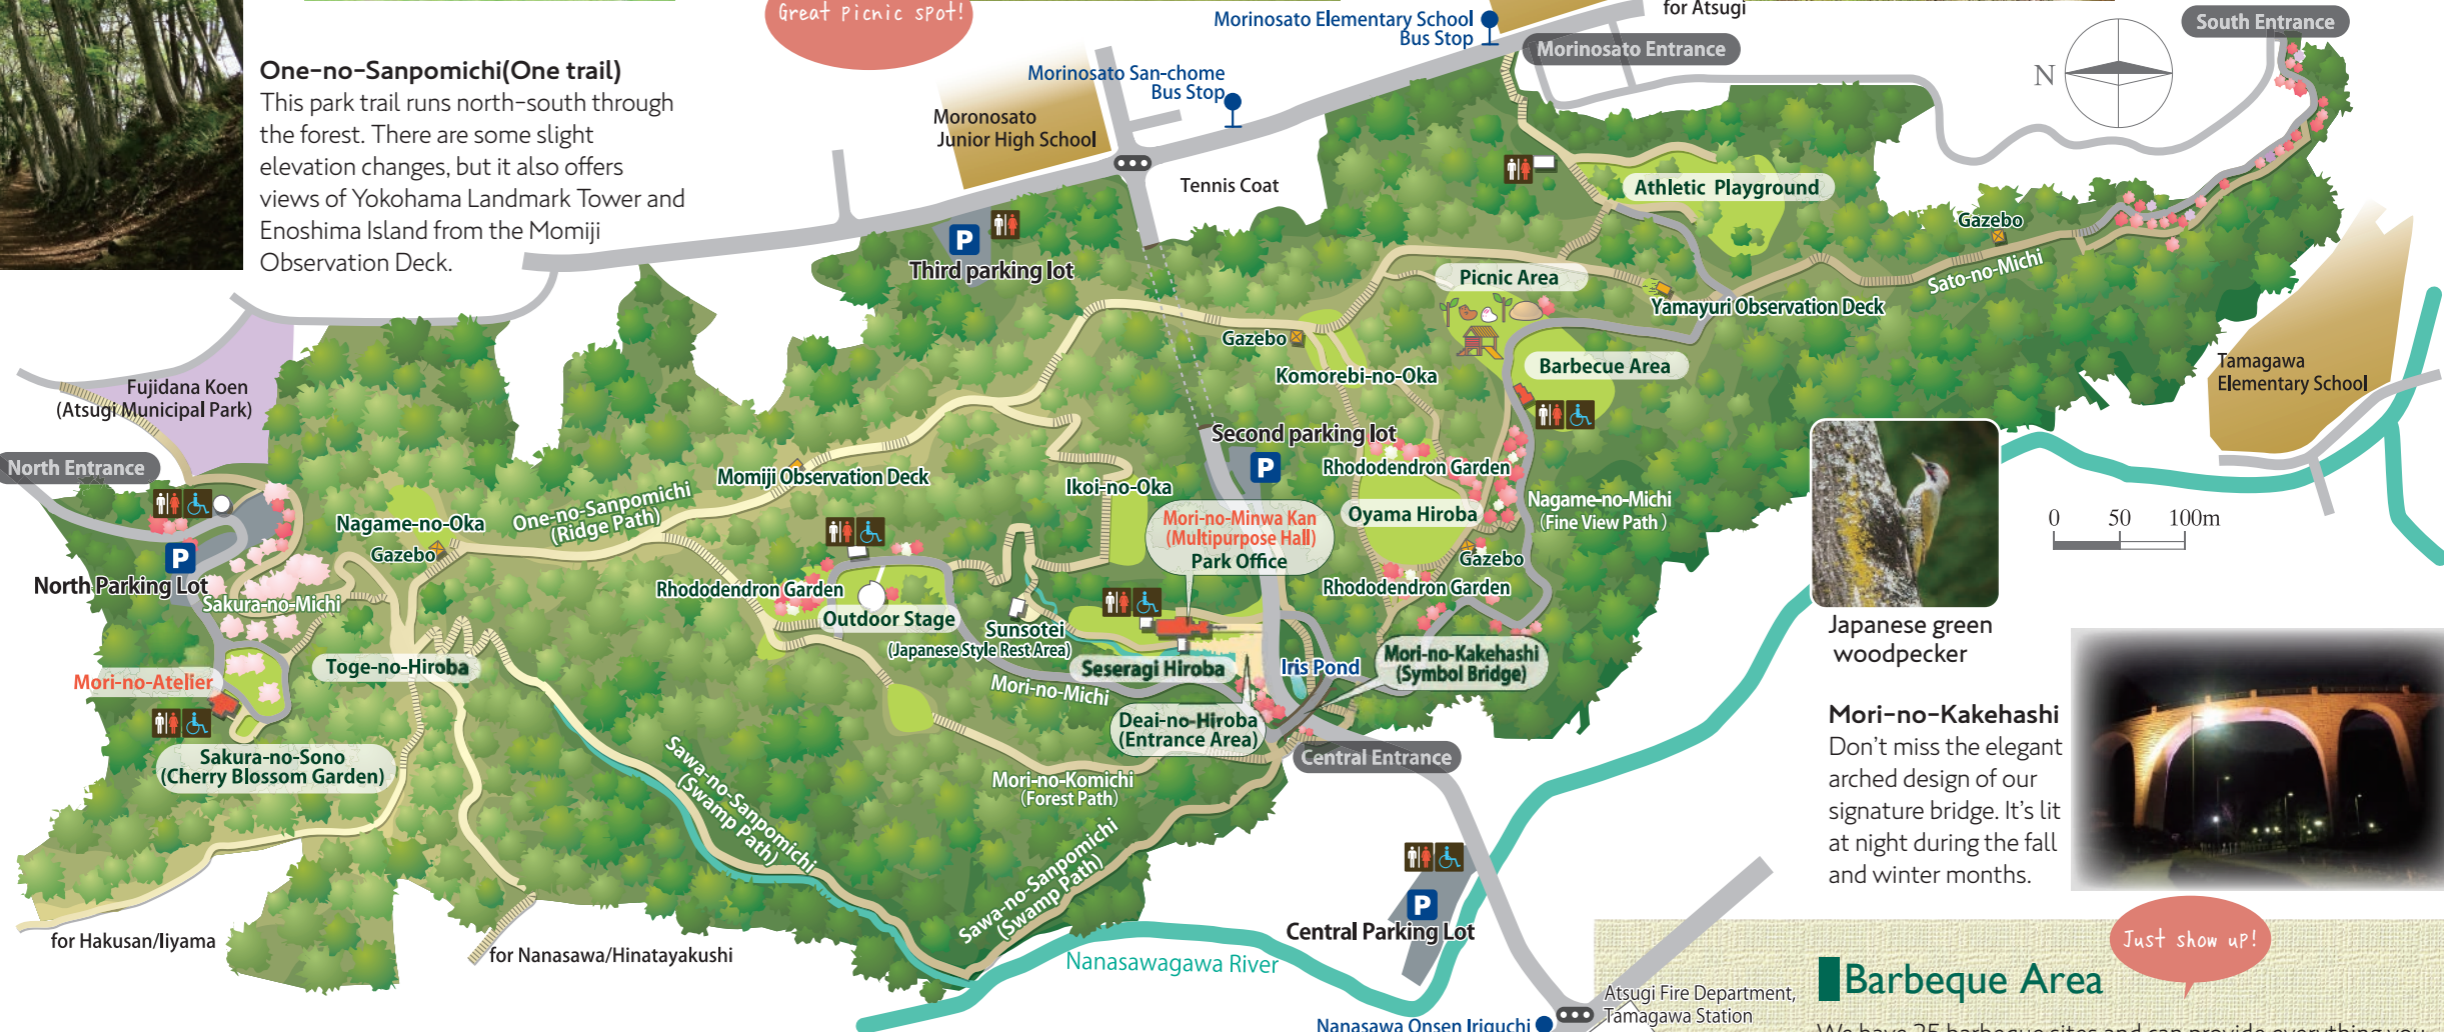 Great picnic spot!
One-no-Sanpomichi(One trail)
This park trail runs north-south through
the forest. There are some slight
elevation changes, but it also offers
views of Yokohama Landmark Tower and
Enoshima Island from the Momiji
Observation Deck.
Morinosato Elementary School
Bus Stop
for Atsugi
Morinosato Entrance
South Entrance
Morinosato San-chome
Bus Stop
N
Moronosato
Junior High School
Tennis Coat
Athletic Playground
Gazebo
Third parking lot
P
Picnic Area
Sato-no-Michi
Yamayuri Observation Deck
Gazebo
Komorebi-no-Oka
Barbecue Area
Tamagawa
Elementary School
Fujidana Koen
(Atsugi Municipal Park)
North Entrance
P
North Parking Lot
Nagame-no-Oka
Gazebo
One-no-Sanpomichi
(Ridge Path)
Momiji Observation Deck
Ikoi-no-Oka
Second parking lot
P
Rhododendron Garden
Oyama Hiroba
Nagame-no-Michi
(Fine View Path )
Mori-no-Minwa Kan
(Multipurpose Hall)
Park Office
Gazebo
Rhododendron Garden
0 50 100m
Sakura-no-Michi
Rhododendron Garden
Outdoor Stage
Sunsotei
(Japanese Style Rest Area)
Seseragi Hiroba
Iris Pond
Mori-no-Kakehashi
(Symbol Bridge)
Japanese green
woodpecker
Toge-no-Hiroba
Mori-no-Atelier
Mori-no-Michi
Deai-no-Hiroba
(Entrance Area)
Sakura-no-Sono
(Cherry Blossom Garden)
Sawa-no-Sanpomichi
(Swamp Path)
Mori-no-Komichi
(Forest Path)
Central Entrance
Mori-no-Kakehashi
Don't miss the elegant
arched design of our
signature bridge. It's lit
at night during the fall
and winter months.
Sawa-no-Sanpomichi
(Swamp Path)
P
Central Parking Lot
for Hakusan/Iiyama
for Nanasawa/Hinatayakushi
Nanasawagawa River
Just show up!
Barbeque Area
Atsugi Fire Department,
Tamagawa Station
Nanasawa Onsen Iriguchi
We have 25 barbeque sites and can provide everything you